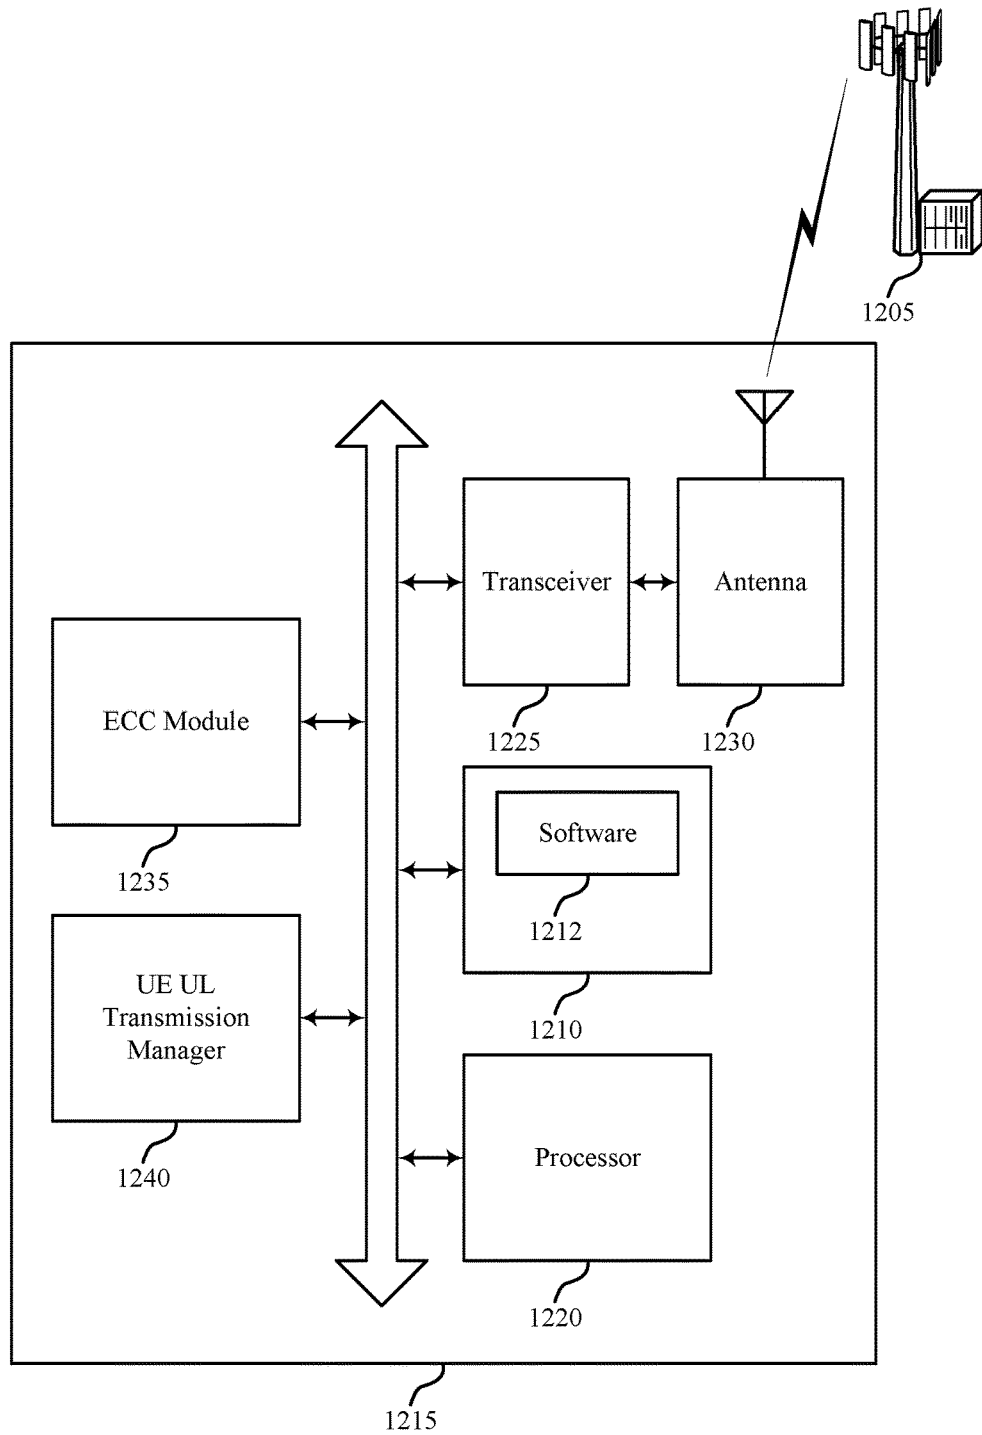 1205
Transceiver
Antenna
1225
1230
ECC Module
1235
Software
1212
1210
UE UL
Transmission
Manager
1240
Processor
1220
1215